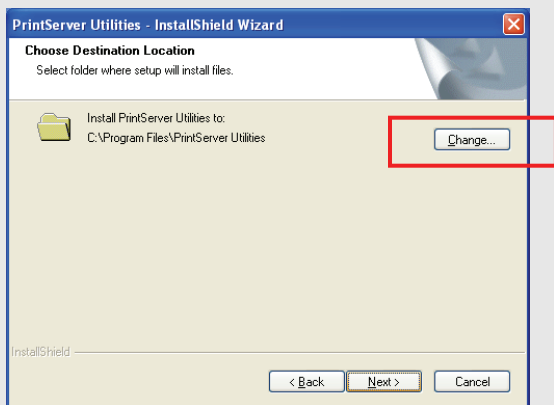 PrintServer Utilities - InstallShield Wizard
Choose Destination Location
Select folder where setup will install files.
Install PrintServer Utilities to:
C:\Program Files\PrintServer Utilities
Change...
InstallShield
< Back
Next >
Cancel